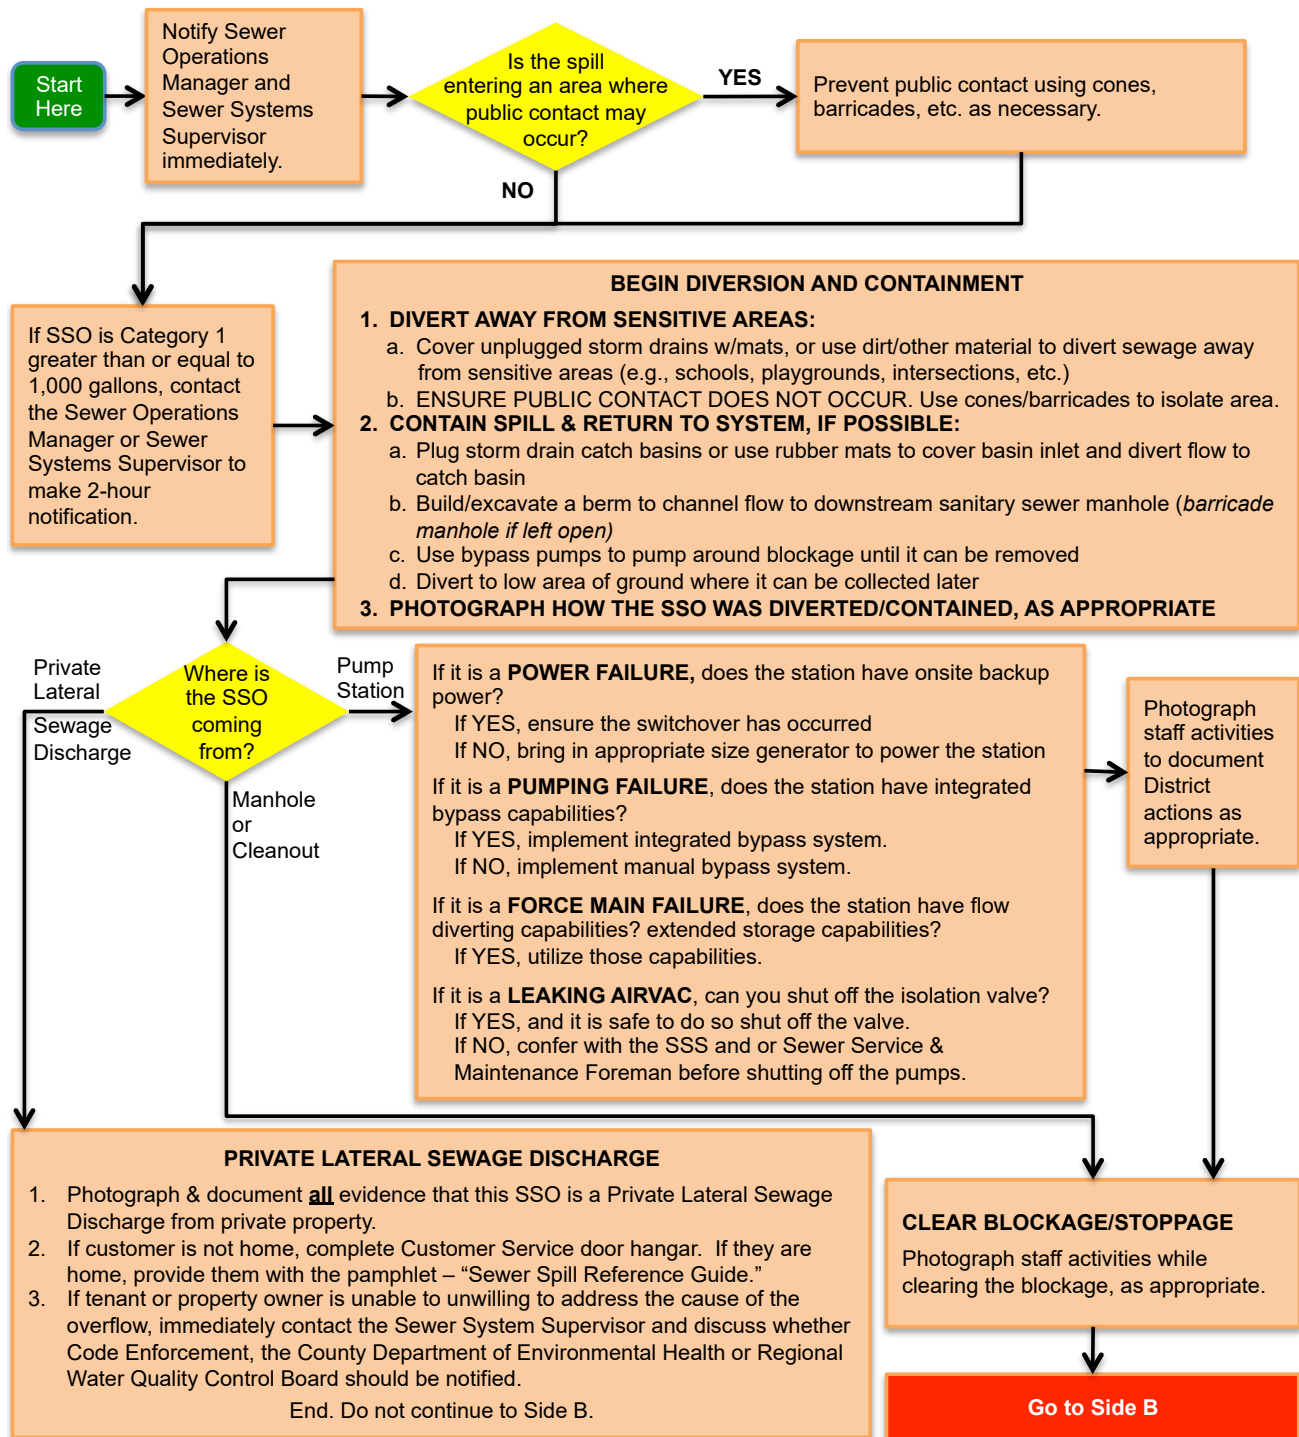 Start
Here
Notify Sewer
Operations
Manager and
Sewer Systems
Supervisor
immediately.
Is the spill
entering an area where
public contact may
occur?
YES
Prevent public contact using cones,
barricades, etc. as necessary.
NO
If SSO is Category 1
greater than or equal to
1,000 gallons, contact
the Sewer Operations
Manager or Sewer
Systems Supervisor to
make 2-hour
notification.
BEGIN DIVERSION AND CONTAINMENT
1. DIVERT AWAY FROM SENSITIVE AREAS:
a. Cover unplugged storm drains w/mats, or use dirt/other material to divert sewage away
from sensitive areas (e.g., schools, playgrounds, intersections, etc.)
b. ENSURE PUBLIC CONTACT DOES NOT OCCUR. Use cones/barricades to isolate area.
2. CONTAIN SPILL & RETURN TO SYSTEM, IF POSSIBLE:
a. Plug storm drain catch basins or use rubber mats to cover basin inlet and divert flow to
catch basin
b. Build/excavate a berm to channel flow to downstream sanitary sewer manhole (barricade
manhole if left open)
c. Use bypass pumps to pump around blockage until it can be removed
d. Divert to low area of ground where it can be collected later
3. PHOTOGRAPH HOW THE SSO WAS DIVERTED/CONTAINED, AS APPROPRIATE
Where is
the SSO
coming
from?
Private
Lateral
Sewage
Discharge
Pump
Station
Manhole
or
Cleanout
If it is a POWER FAILURE, does the station have onsite backup
power?
If YES, ensure the switchover has occurred
If NO, bring in appropriate size generator to power the station
If it is a PUMPING FAILURE, does the station have integrated
bypass capabilities?
If YES, implement integrated bypass system.
If NO, implement manual bypass system.
If it is a FORCE MAIN FAILURE, does the station have flow
diverting capabilities? extended storage capabilities?
If YES, utilize those capabilities.
If it is a LEAKING AIRVAC, can you shut off the isolation valve?
If YES, and it is safe to do so shut off the valve.
If NO, confer with the SSS and or Sewer Service &
Maintenance Foreman before shutting off the pumps.
Photograph
staff activities
to document
District
actions as
appropriate.
PRIVATE LATERAL SEWAGE DISCHARGE
1. Photograph & document all evidence that this SSO is a Private Lateral Sewage
Discharge from private property.
2. If customer is not home, complete Customer Service door hangar. If they are
home, provide them with the pamphlet – “Sewer Spill Reference Guide.”
3. If tenant or property owner is unable to unwilling to address the cause of the
overflow, immediately contact the Sewer System Supervisor and discuss whether
Code Enforcement, the County Department of Environmental Health or Regional
Water Quality Control Board should be notified.
End. Do not continue to Side B.
CLEAR BLOCKAGE/STOPPAGE
Photograph staff activities while
clearing the blockage, as appropriate.
Go to Side B